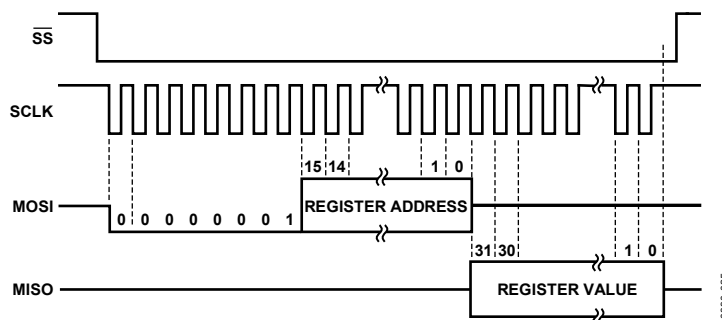 SS
SCLK
15 14 1 0
MOSI 0 0 0 0 0 0 0 1 REGISTER ADDRESS
31 30 1 0
MISO REGISTER VALUE